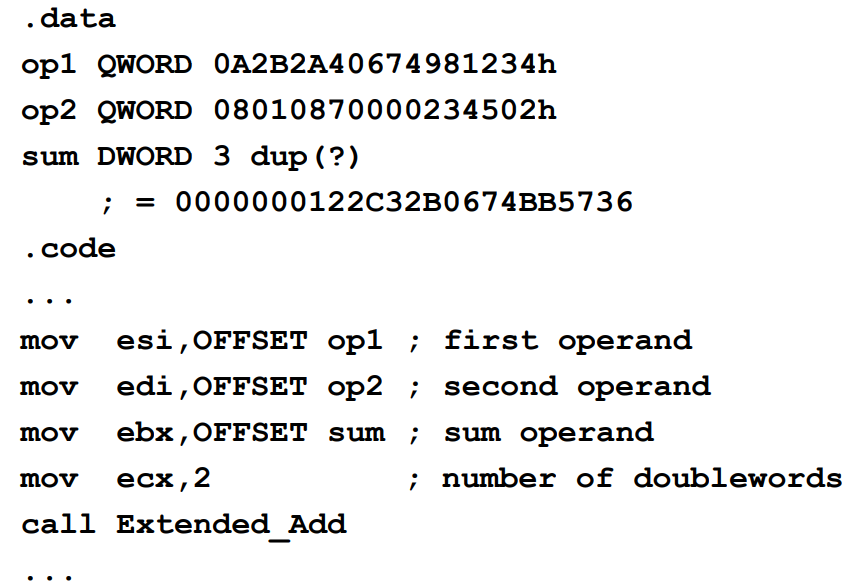 .data
op1 QWORD 0A2B2A40674981234h
op2 QWORD 08010870000234502h
sum DWORD 3 dup(?)
; = 0000000122C32B0674BB5736
.code
...
mov esi,OFFSET op1 ; first operand
mov edi,OFFSET op2 ; second operand
mov ebx,OFFSET sum ; sum operand
mov ecx,2 ; number of doublewords
call Extended_Add
...